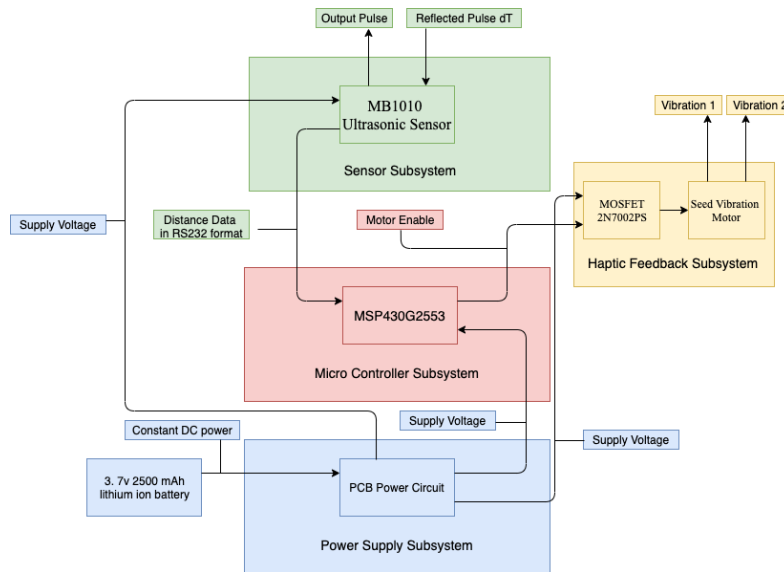 Output Pulse
Reflected Pulse dT
MB1010
Ultrasonic Sensor
Sensor Subsystem
Vibration 1
Vibration 2
MOSFET
2N7002PS
Seed Vibration
Motor
Haptic Feedback Subsystem
Supply Voltage
Distance Data
in RS232 format
Motor Enable
MSP430G2553
Micro Controller Subsystem
Supply Voltage
Supply Voltage
Constant DC power
3. 7v 2500 mAh
lithium ion battery
PCB Power Circuit
Power Supply Subsystem